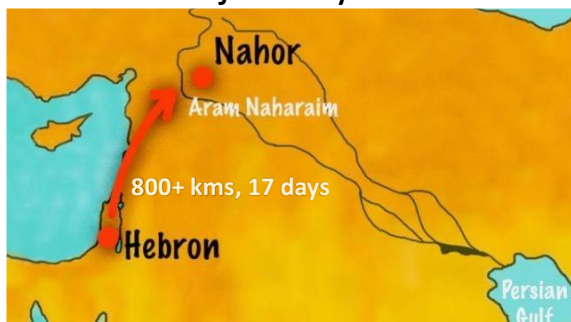 Nahor
Aram Naharaim
800+ kms, 17 days
Hebron
Persian
Gulf